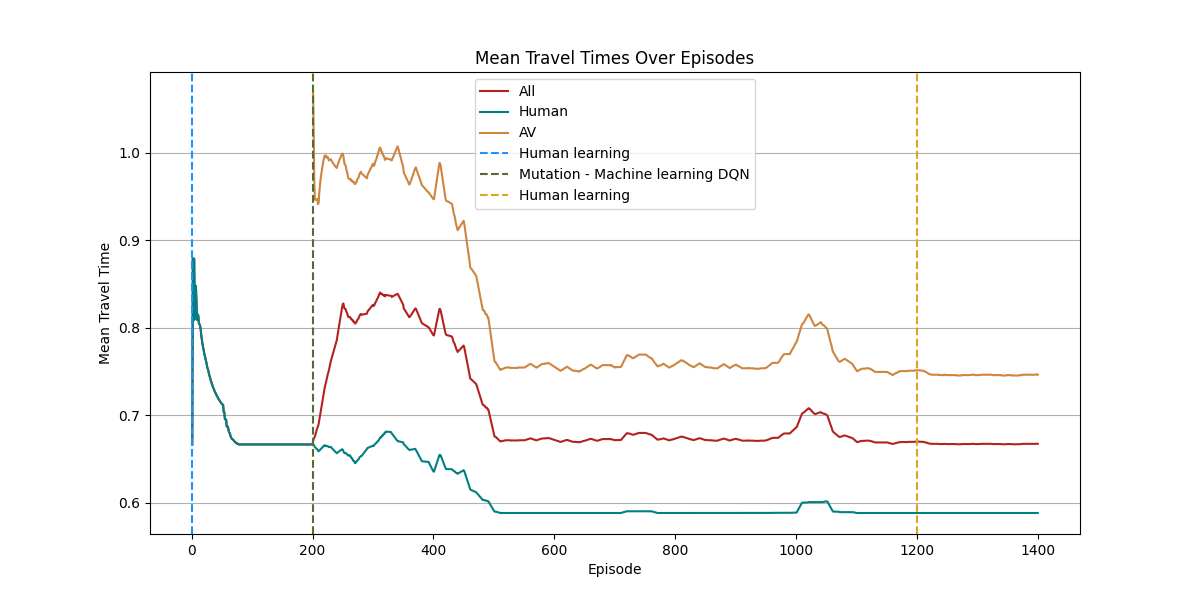 Mean Travel Times Over Episodes
All
Human
AV
Human learning
Mutation - Machine learning DQN
Human learning
Mean Travel Time
1.0
0.9
0.8
0.7
0.6
0
200
400
600
800
1000
1200
1400
Episode